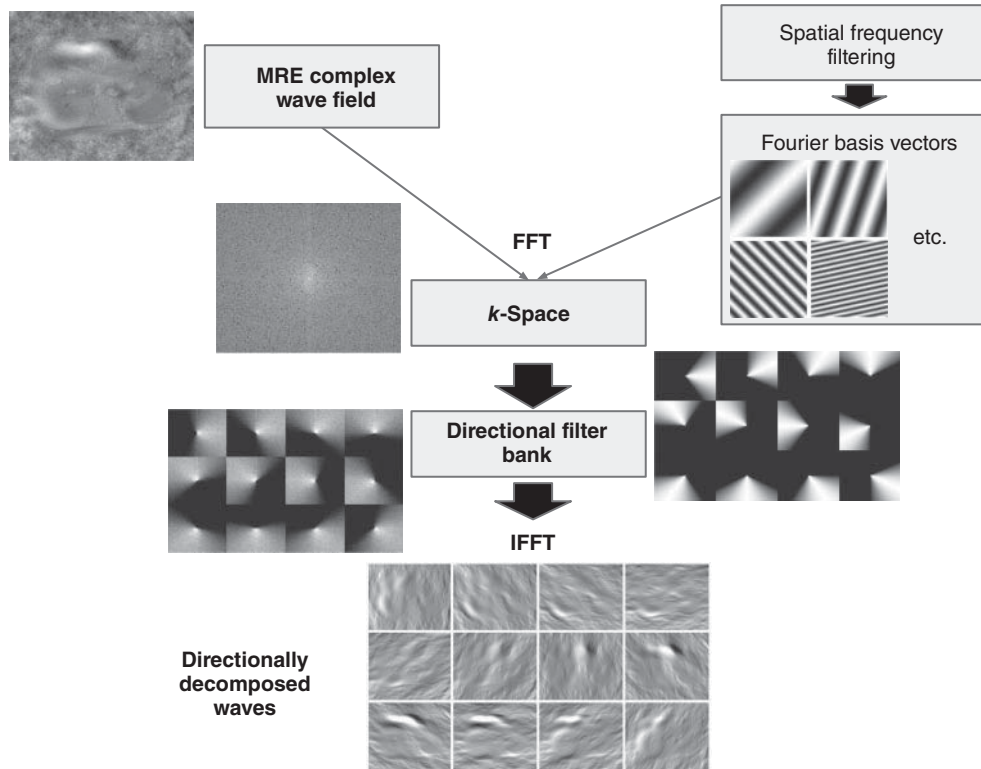 MRE complex
wave field
Spatial frequency
filtering
Fourier basis vectors
etc.
FFT
k-Space
Directional filter
bank
IFFT
Directionally
decomposed
waves